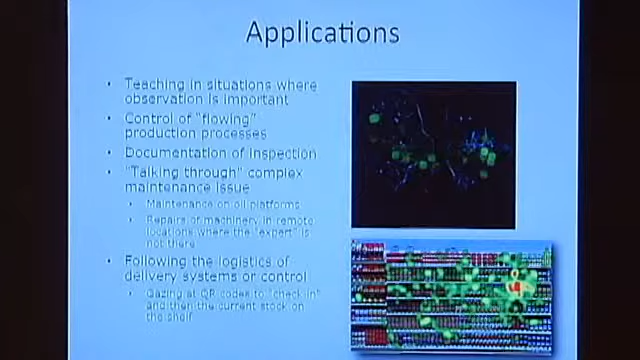 Applications
Teaching in situations where
observation is important
Control of "flowing"
production processes
Documentation of inspection
"Talking through" complex
maintenance issue
Maintenance on oil platforms
Repairs of machinery in remote
locations where the "expert" is
not there
Following the logistics of
delivery systems or control
Gazing at QR codes to "check in"
and then the current stock on
the shelf